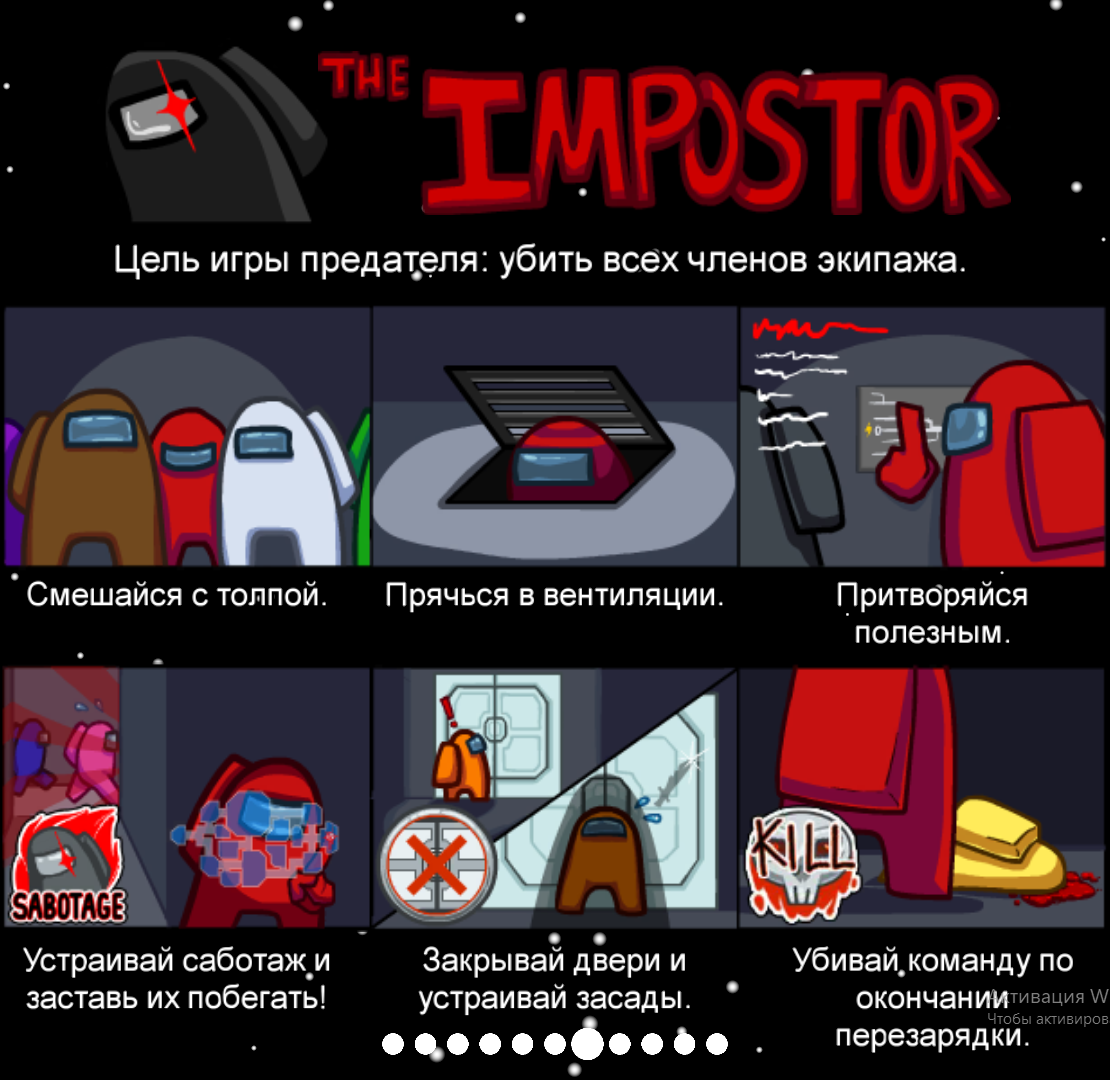 THE IMPOSTOR
Цель игры предателя: убить всех членов экипажа.
Смешайся с толпой.
Прячься в вентиляции.
Притворяйся
полезным.
SABOTAGE
KILL
Устраивай саботаж и
заставь их побегать!
Закрывай двери и
устраивай засады.
Убивай команду по
окончании
перезарядки.
Активация W
Чтобы активиров